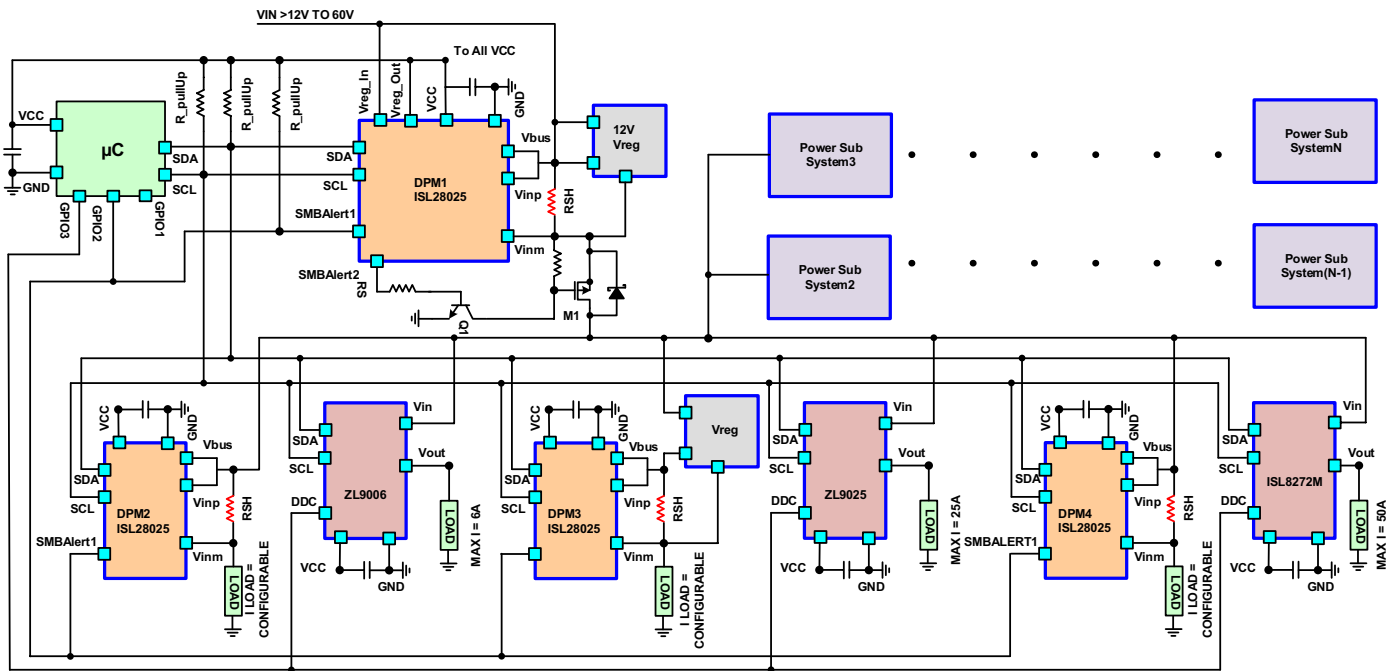 VIN >12V TO 60V
To All VCC
R_pullUp
R_pullUp
R_pullUp
Vreg_In
Vreg_Out
VCC
GND
VCC
µC
SDA
SCL
GND
GPIO3
GPIO2
GPIO1
SDA
SCL
SMBAlert1
DPM1
ISL28025
Vbus
Vinp
Vinm
RSH
12V
Vreg
SMBAlert2
RS
Q1
M1
Power Sub
System3
Power Sub
SystemN
Power Sub
System2
Power Sub
System(N-1)
VCC
GND
Vbus
SDA
SCL
Vinp
DPM2
ISL28025
RSH
SMBAlert1
Vinm
LOAD
I LOAD =
CONFIGURABLE
SDA
SCL
DDC
ZL9006
Vin
Vout
LOAD
MAX I = 6A
VCC
GND
VCC
GND
Vbus
SDA
SCL
Vinp
DPM3
ISL28025
RSH
Vinm
Vreg
LOAD
I LOAD =
CONFIGURABLE
SDA
SCL
DDC
ZL9025
Vin
Vout
LOAD
MAX I = 25A
VCC
GND
VCC
GND
Vbus
SDA
SCL
Vinp
DPM4
ISL28025
RSH
SMBALERT1
Vinm
LOAD
I LOAD =
CONFIGURABLE
SDA
SCL
DDC
ISL8272M
Vin
Vout
LOAD
MAX I = 50A
VCC
GND